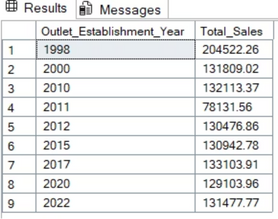 Results Messages
Outlet_Establishment_Year Total_Sales
1 1998 204522.26
2 2000 131809.02
3 2010 132113.37
4 2011 78131.56
5 2012 130476.86
6 2015 130942.78
7 2017 133103.91
8 2020 129103.96
9 2022 131477.77